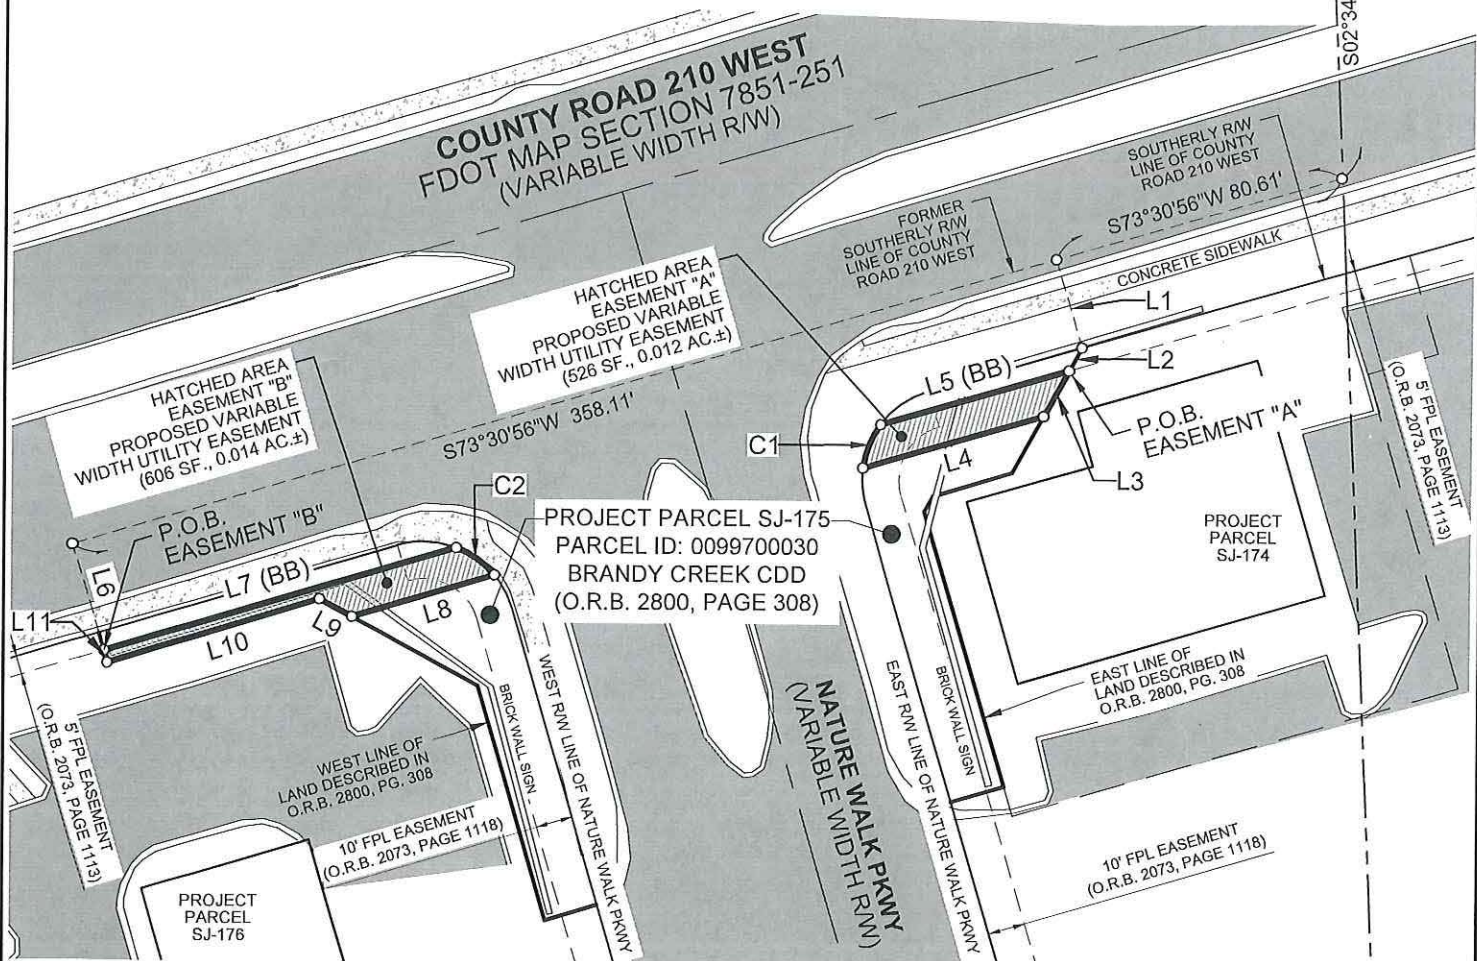 COUNTY ROAD 210 WEST
FDOT MAP SECTION 7851-251
(VARIABLE WIDTH R/W)
S02°34
SOUTHERLY R/W
LINE OF COUNTY
ROAD 210 WEST
FORMER
SOUTHERLY R/W
LINE OF COUNTY
ROAD 210 WEST
S73°30'56"W 80.61'
CONCRETE SIDEWALK
HATCHED AREA
EASEMENT "A"
PROPOSED VARIABLE
WIDTH UTILITY EASEMENT
(526 SF., 0.012 AC.±)
HATCHED AREA
EASEMENT "B"
PROPOSED VARIABLE
WIDTH UTILITY EASEMENT
(606 SF., 0.014 AC.±)
S73°30'56"W 358.11'
L1
L2
L5 (BB)
P.O.B.
EASEMENT "A"
C1
L4
L3
5' FPL EASEMENT
(O.R.B. 2073, PAGE 1113)
C2
P.O.B.
EASEMENT "B"
PROJECT PARCEL SJ-175
PARCEL ID: 0099700030
BRANDY CREEK CDD
(O.R.B. 2800, PAGE 308)
PROJECT
PARCEL
SJ-174
L6
L7 (BB)
L11
L8
L9
L10
WEST R/W LINE OF NATURE WALK PKWY
BRICK WALL SIGN
NATURE WALK PKWY
(VARIABLE WIDTH R/W)
EAST R/W LINE OF NATURE WALK PKWY
BRICK WALL SIGN
EAST LINE OF
LAND DESCRIBED IN
O.R.B. 2800, PG. 308
5' FPL EASEMENT
(O.R.B. 2073, PAGE 1113)
WEST LINE OF
LAND DESCRIBED IN
O.R.B. 2800, PG. 308
10' FPL EASEMENT
(O.R.B. 2073, PAGE 1118)
10' FPL EASEMENT
(O.R.B. 2073, PAGE 1118)
PROJECT
PARCEL
SJ-176